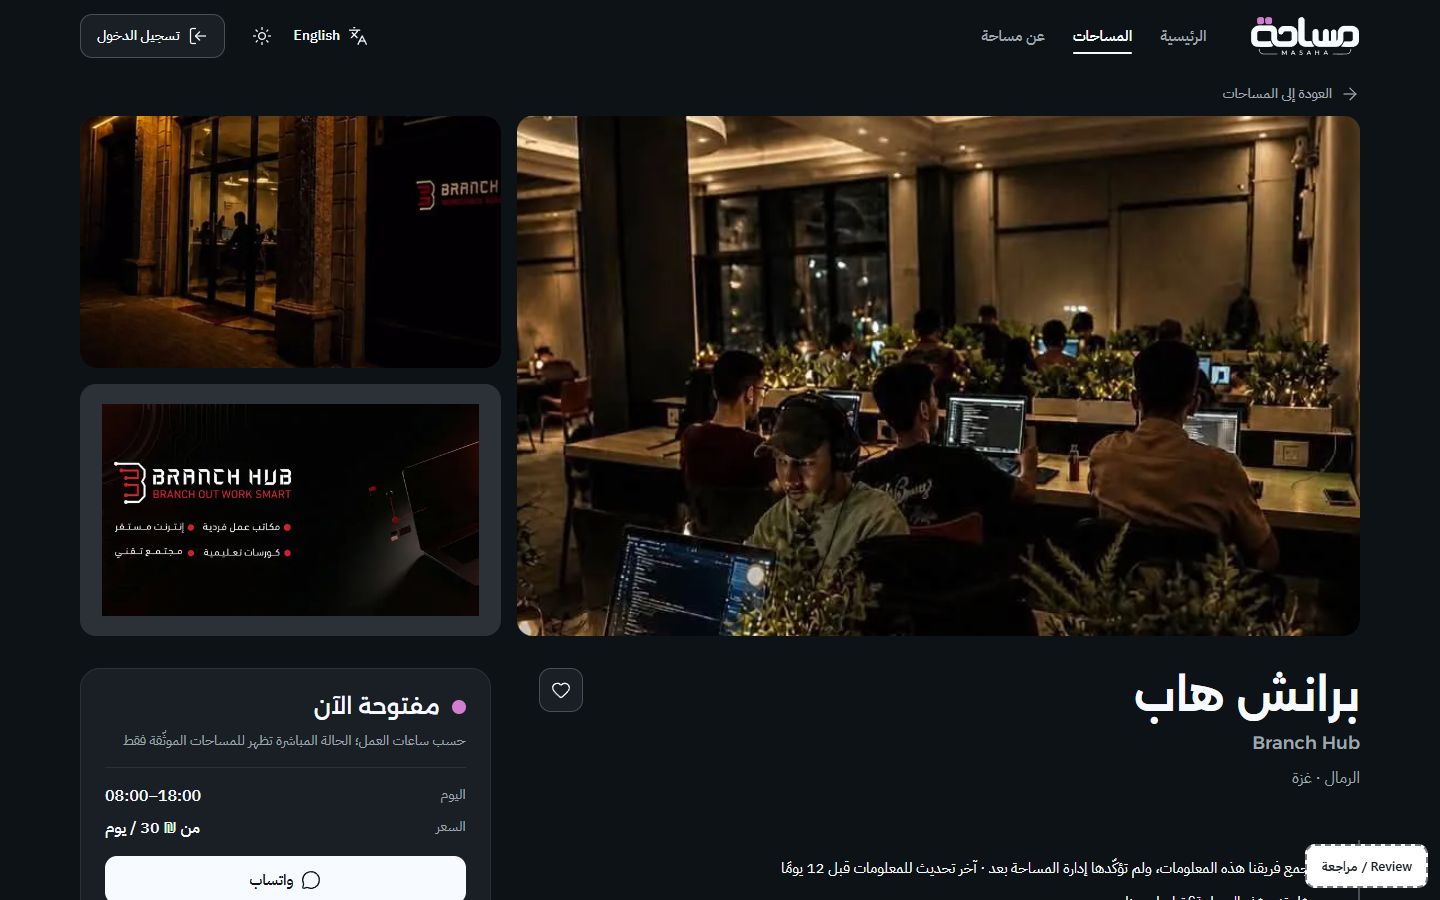 مساحة
MASAHA
الرئيسية
المساحات
عن مساحة
English
تسجيل الدخول
العودة إلى المساحات
BRANCH
BRANCH HUB
BRANCH OUT WORK SMART
مكاتب عمل فردية
إنترنت مستقر
كورسات تعليمية
مجتمع تقني
برانش هاب
Branch Hub
الرمال · غزة
جمع فريقنا هذه المعلومات، ولم تؤكّدها إدارة المساحة بعد · آخر تحديث للمعلومات قبل 12 يومًا
مفتوحة الآن
حسب ساعات العمل؛ الحالة المباشرة تظهر للمساحات الموثّقة فقط
اليوم
08:00–18:00
السعر
من ₪ 30 / يوم
واتساب
مراجعة / Review